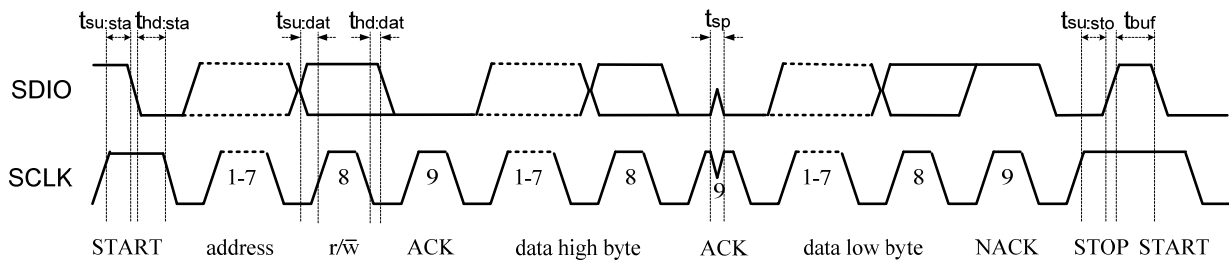 tsu:sta thd:sta tsu:dat thd:dat tsp tsu:sto tbuf
SDIO
SCLK 1-7 8 9 1-7 8 9 1-7 8 9
START address r/w̅ ACK data high byte ACK data low byte NACK STOP START